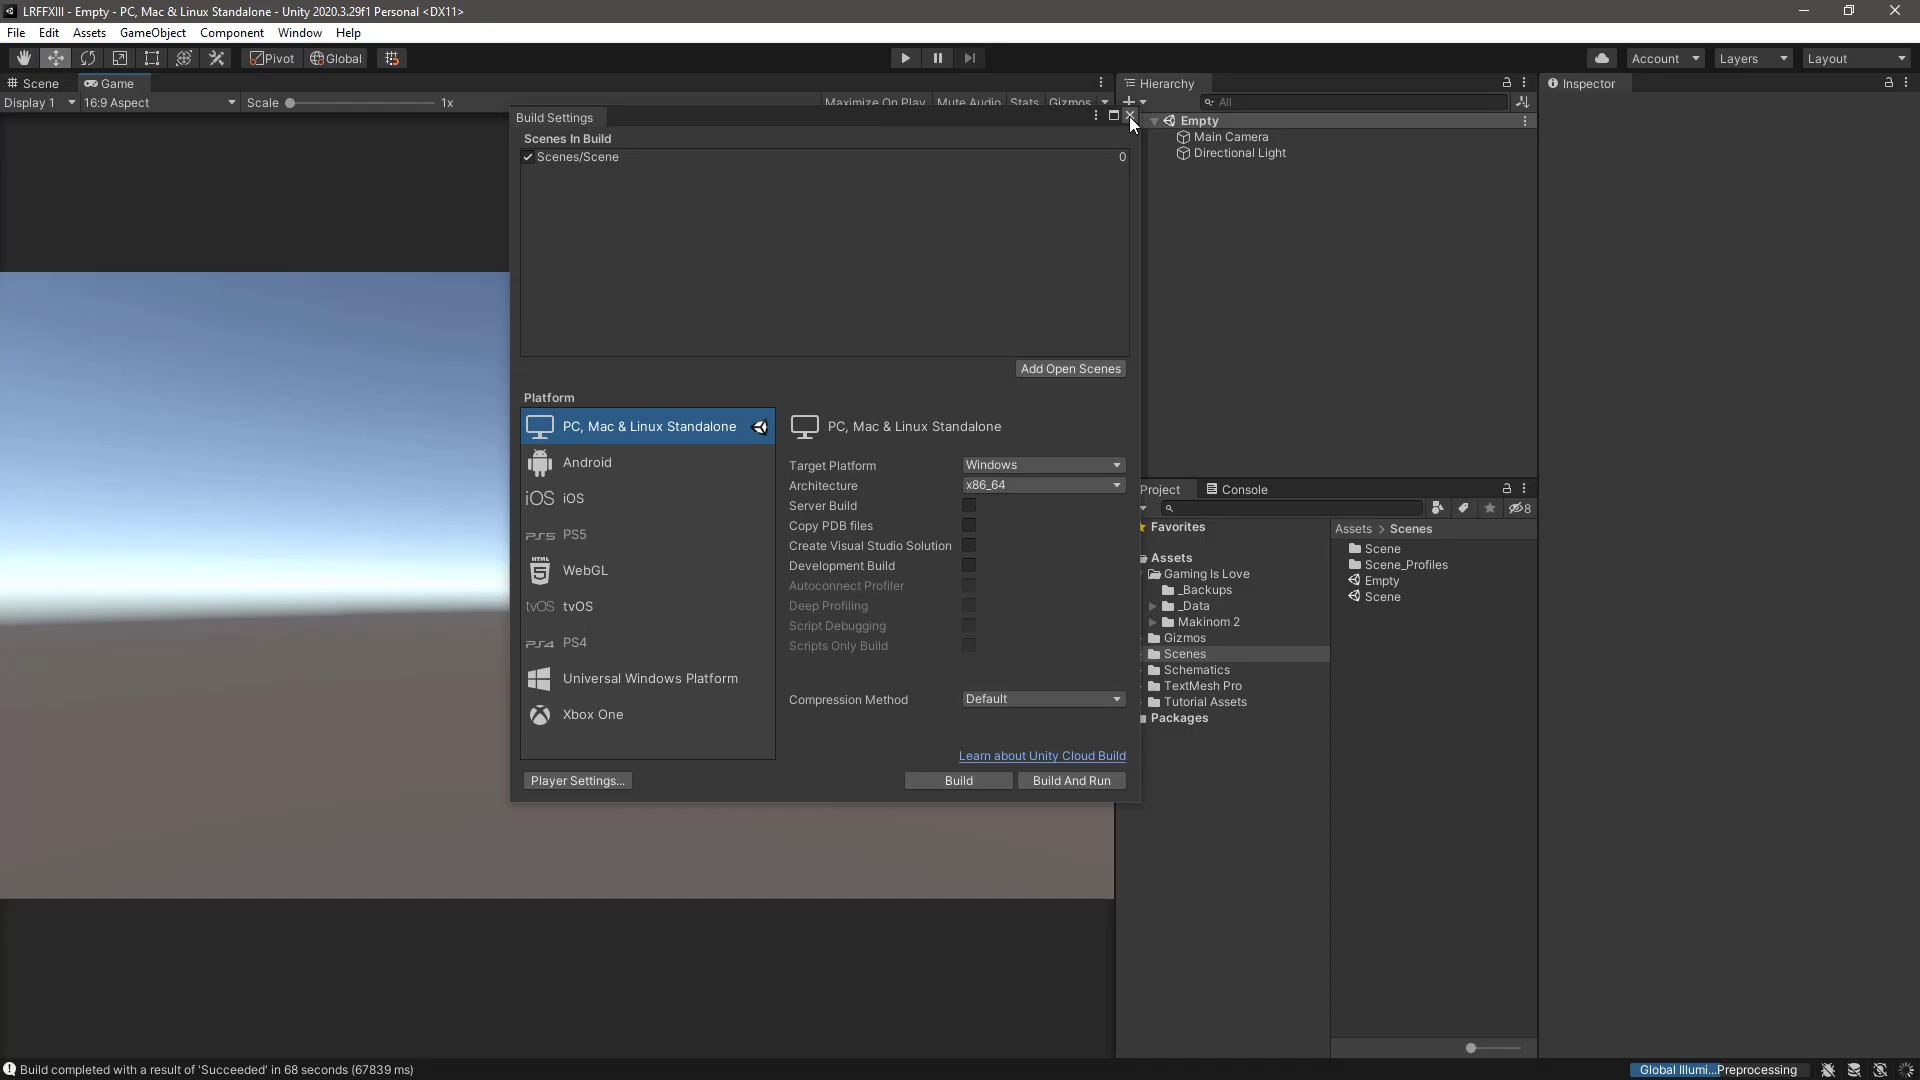 LRFFXIII - Empty - PC, Mac & Linux Standalone - Unity 2020.3.29f1 Personal <DX11>
File Edit Assets GameObject Component Window Help
Pivot Global Account Layers Layout
Scene Game Hierarchy Inspector
Display 1 16:9 Aspect Scale 1x Maximize On Play Mute Audio Stats Gizmos All
Build Settings
Empty
Main Camera
Directional Light
Scenes In Build
Scenes/Scene 0
Add Open Scenes
Platform
PC, Mac & Linux Standalone
Android
iOS iOS
PS5 PS5
HTML 5 WebGL
tvOS tvOS
PS4 PS4
Universal Windows Platform
Xbox One
PC, Mac & Linux Standalone
Target Platform Windows
Architecture x86_64
Server Build
Copy PDB files
Create Visual Studio Solution
Development Build
Autoconnect Profiler
Deep Profiling
Script Debugging
Scripts Only Build
Compression Method Default
Learn about Unity Cloud Build
Player Settings... Build Build And Run
Project Console
8
Favorites
Assets
Gaming Is Love
_Backups
_Data
Makinom 2
Gizmos
Scenes
Schematics
TextMesh Pro
Tutorial Assets
Packages
Assets > Scenes
Scene
Scene_Profiles
Empty
Scene
Build completed with a result of 'Succeeded' in 68 seconds (67839 ms)
Global Illumi...Preprocessing